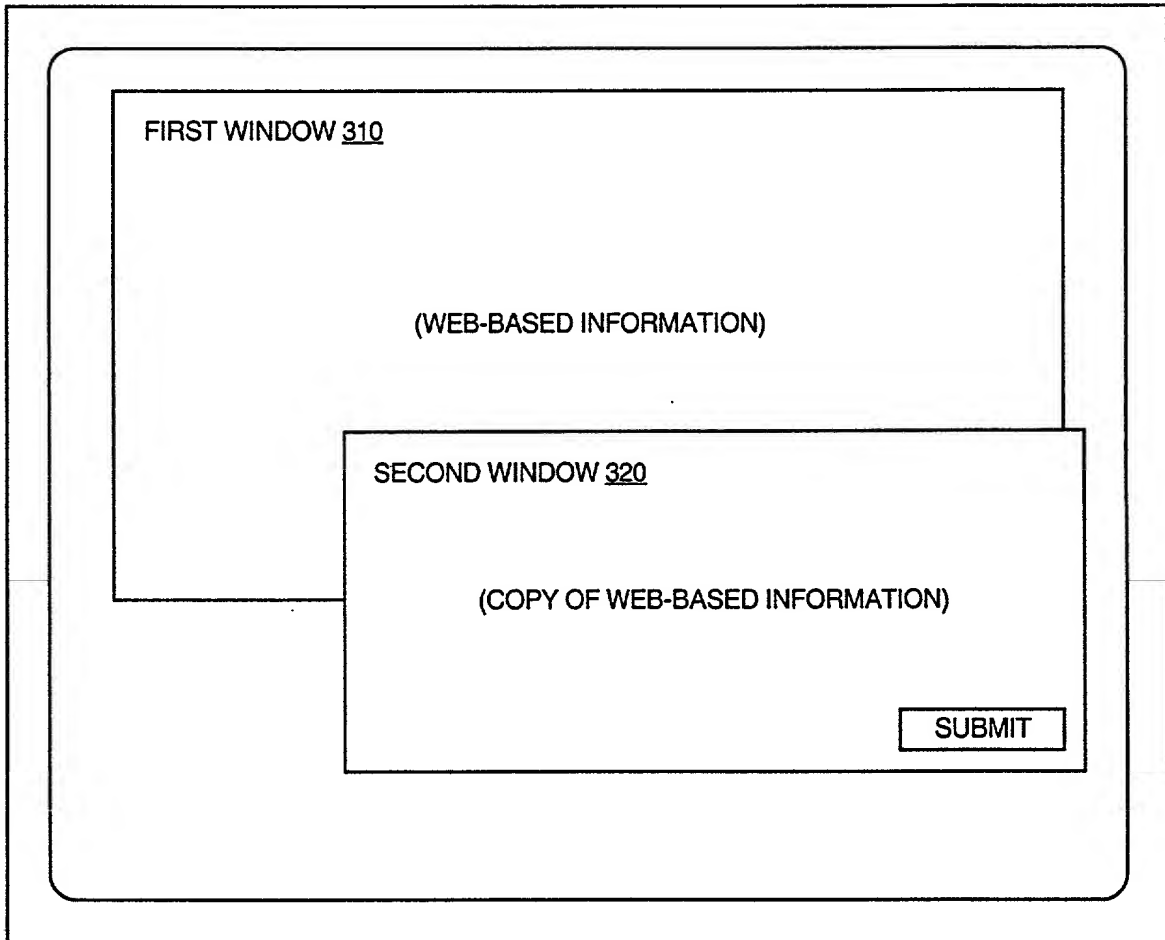 FIRST WINDOW 310
(WEB-BASED INFORMATION)
SECOND WINDOW 320
(COPY OF WEB-BASED INFORMATION)
SUBMIT